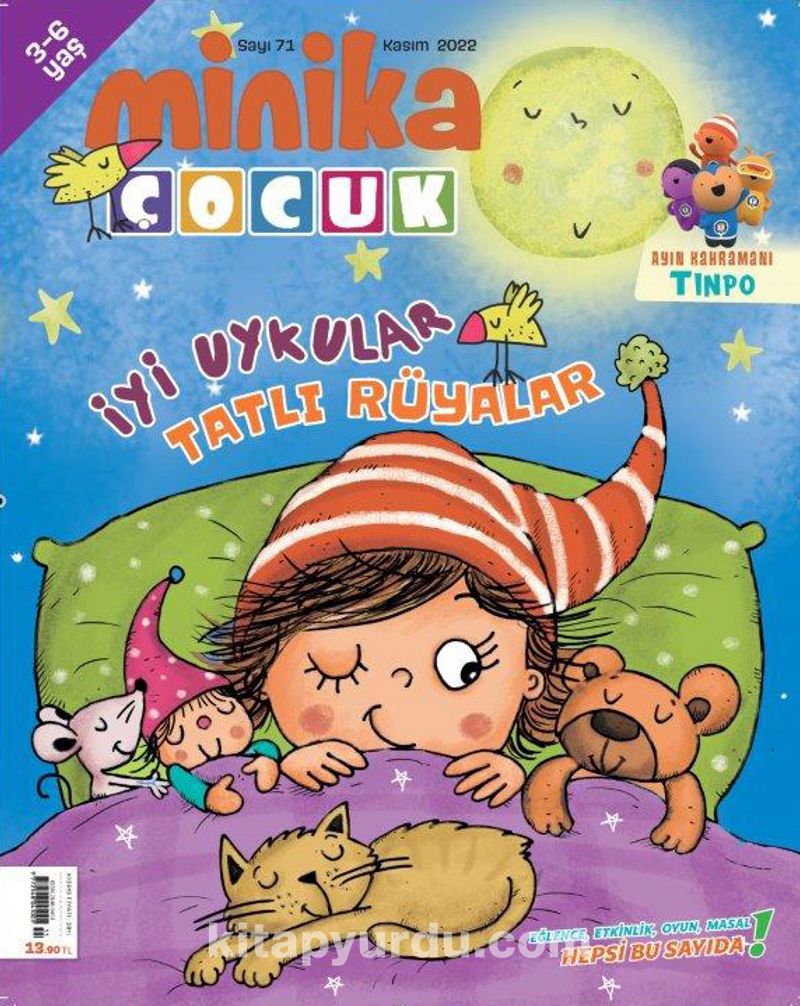 3-6
yaş
Sayı 71
Kasım 2022
minika
ÇOCUK
AYIN KAHRAMANI
TINPO
İYİ UYKULAR
TATLI RÜYALAR
13.90 TL
EĞLENCE, ETKİNLİK, OYUN, MASAL
HEPSİ BU SAYIDA!
kitapyurdu.com